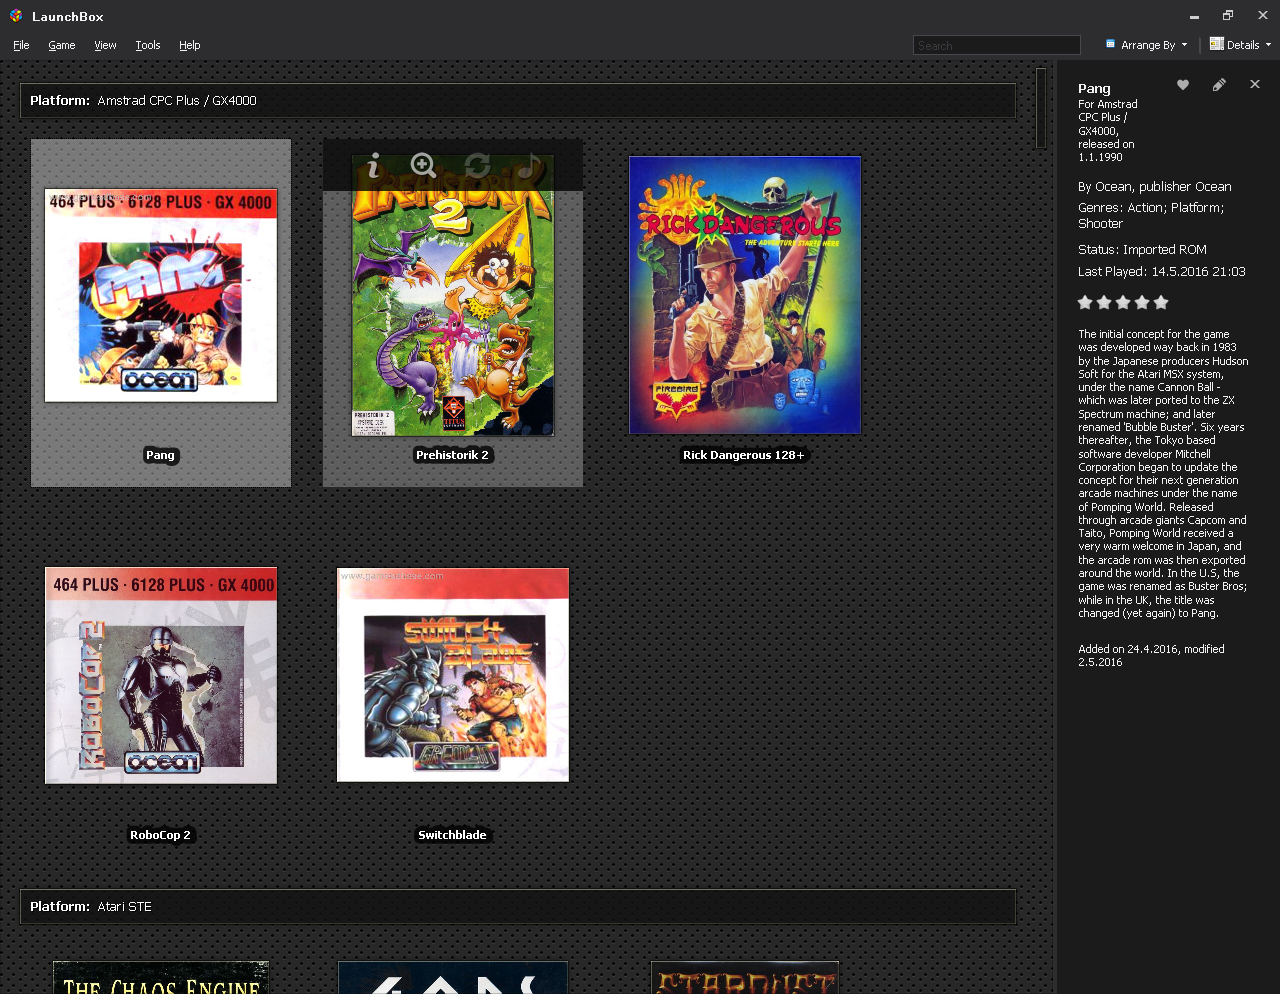 LaunchBox
File Game View Tools Help
Search
Arrange By
Details
Platform: Amstrad CPC Plus / GX4000
464 PLUS · 6128 PLUS · GX 4000
PANG
ocean
Pang
PREHISTORIK
2
PREHISTORIK 2
AMSTRAD DISK
TITUS
Prehistorik 2
RICK DANGEROUS
THE ADVENTURE STARTS HERE
FIREBIRD
Rick Dangerous 128+
464 PLUS · 6128 PLUS · GX 4000
ROBOCOP 2
ocean
RoboCop 2
SWITCH
BLADE
GREMLIN
Switchblade
Platform: Atari STE
THE CHAOS ENGINE
STARDUST
Pang
For Amstrad
CPC Plus /
GX4000,
released on
1.1.1990
By Ocean, publisher Ocean
Genres: Action; Platform;
Shooter
Status: Imported ROM
Last Played: 14.5.2016 21:03
The initial concept for the game
was developed way back in 1983
by the Japanese producers Hudson
Soft for the Atari MSX system,
under the name Cannon Ball -
which was later ported to the ZX
Spectrum machine; and later
renamed 'Bubble Buster'. Six years
thereafter, the Tokyo based
software developer Mitchell
Corporation began to update the
concept for their next generation
arcade machines under the name
of Pomping World. Released
through arcade giants Capcom and
Taito, Pomping World received a
very warm welcome in Japan, and
the arcade rom was then exported
around the world. In the U.S, the
game was renamed as Buster Bros;
while in the UK, the title was
changed (yet again) to Pang.
Added on 24.4.2016, modified
2.5.2016